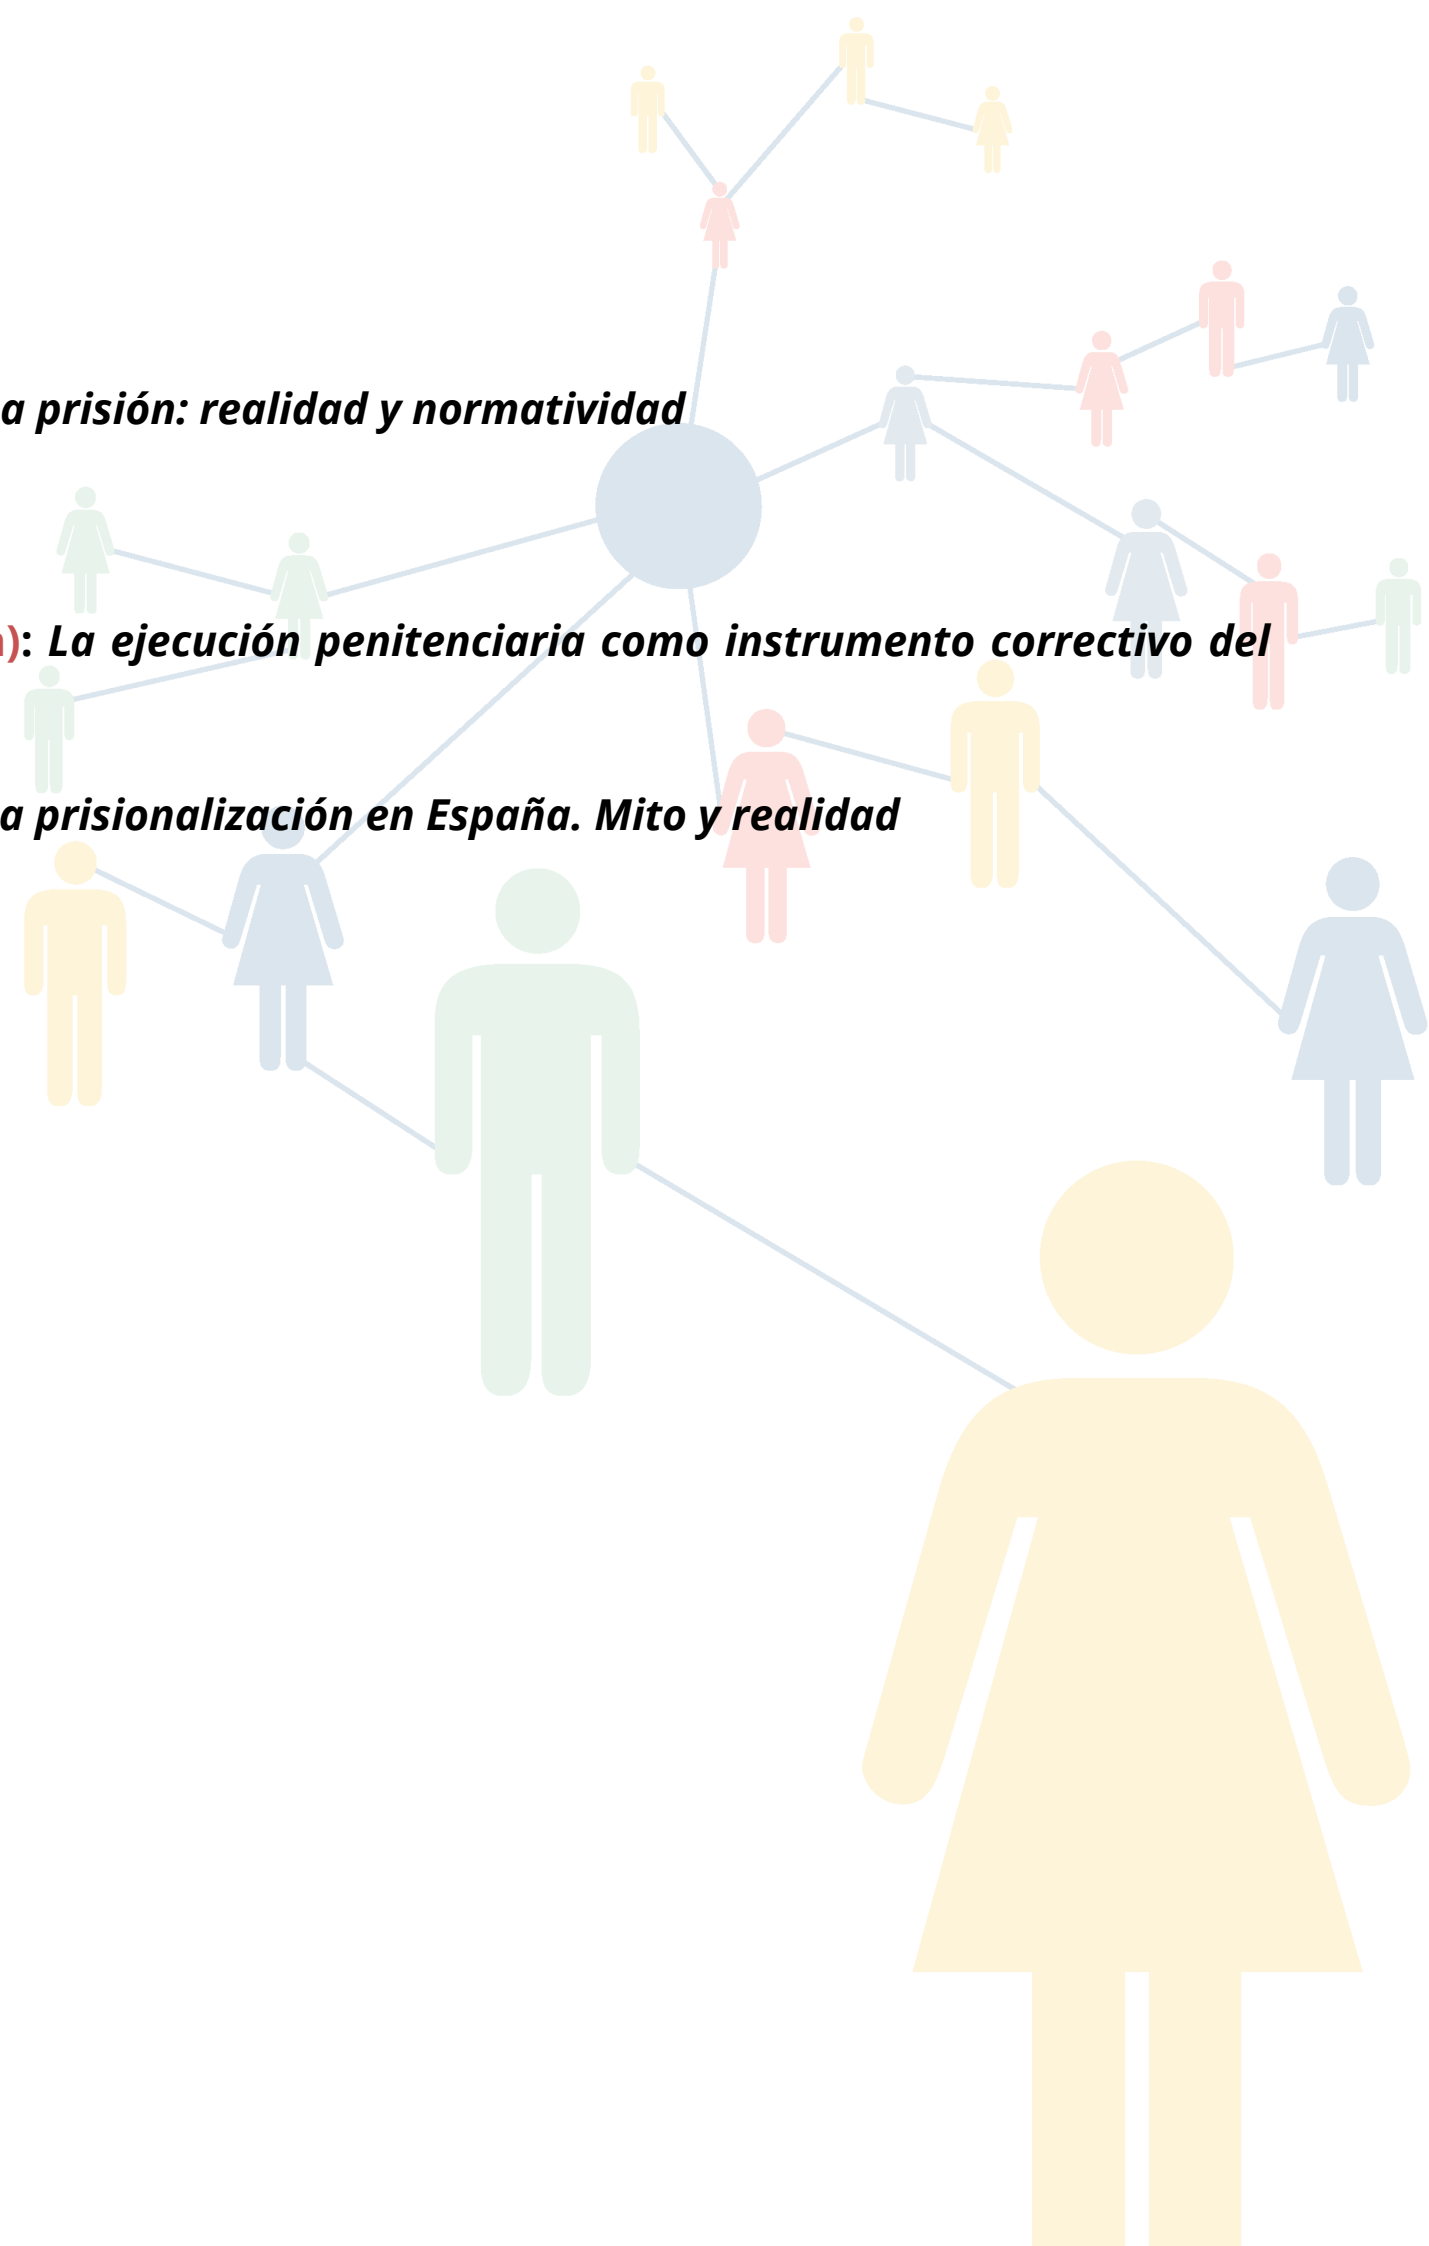 a prisión: realidad y normatividad
): La ejecución penitenciaria como instrumento correctivo del
a prisionalización en España. Mito y realidad